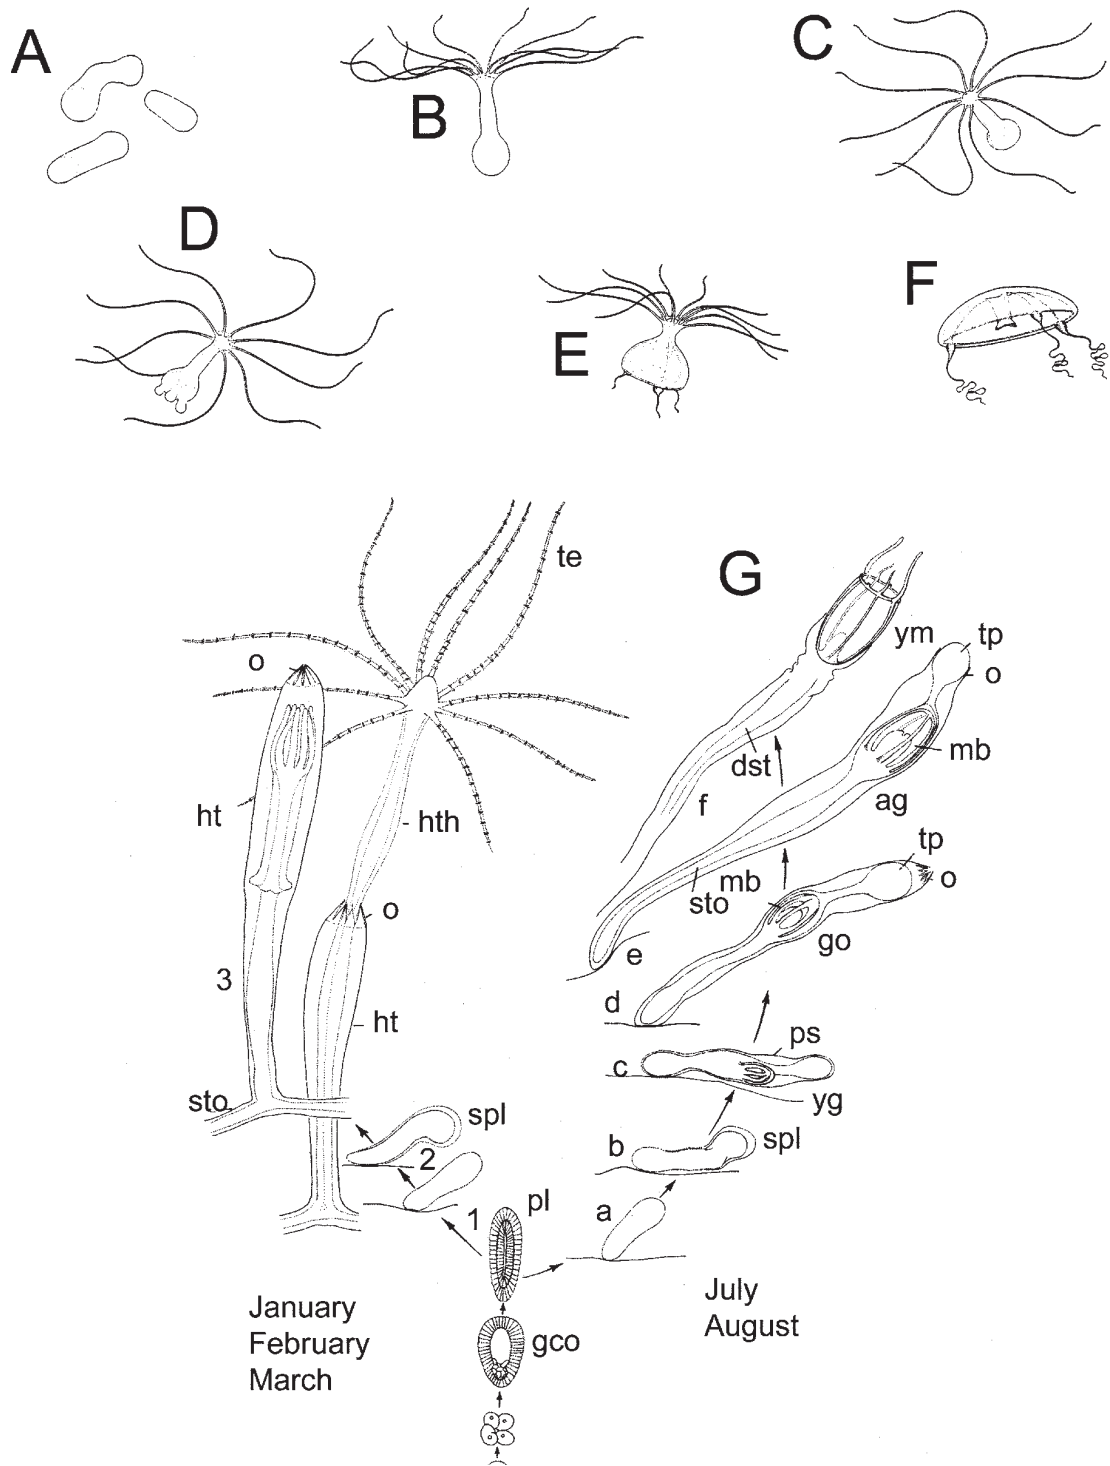 A
B
C
D
E
F
G
te
o
ht
hth
o
3
ht
sto
spl
2
1
pl
gco
January
February
March
ym
tp
o
mb
dst
f
ag
tp
mb
o
sto
go
e
d
ps
c
yg
b
spl
a
July
August